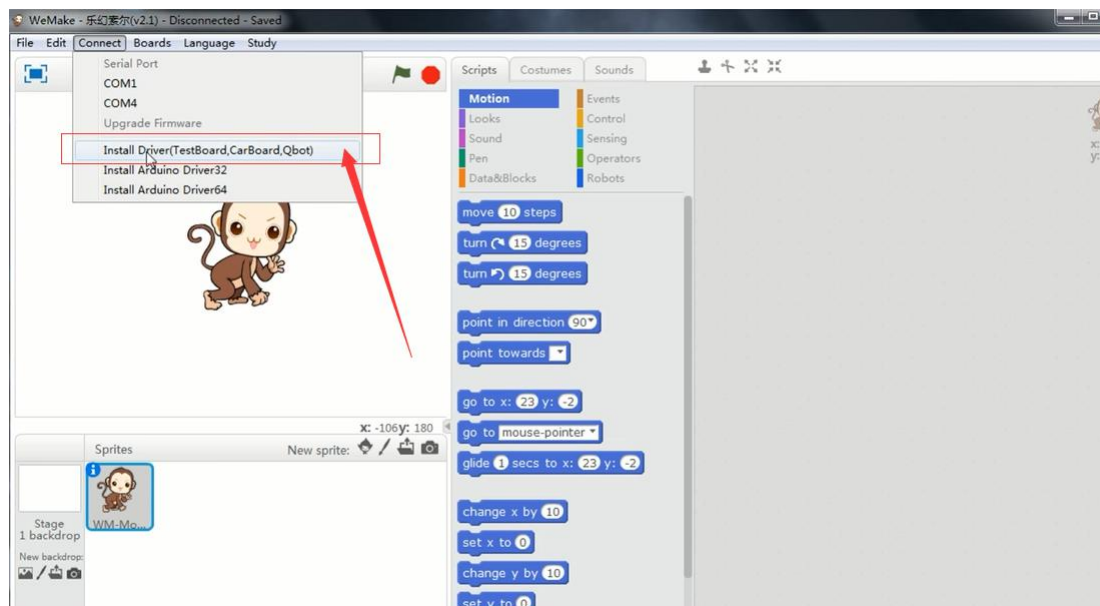 WeMake - 乐幻索尔(v2.1) - Disconnected - Saved
File Edit Connect Boards Language Study
Serial Port
COM1
COM4
Upgrade Firmware
Install Driver(TestBoard,CarBoard,Qbot)
Install Arduino Driver32
Install Arduino Driver64
x: -106 y: 180
Sprites
New sprite:
Stage
1 backdrop
New backdrop:
WM-Mo...
Scripts Costumes Sounds
Motion Events
Looks Control
Sound Sensing
Pen Operators
Data&Blocks Robots
move 10 steps
turn 15 degrees
turn 15 degrees
point in direction 90
point towards
go to x: 23 y: -2
go to mouse-pointer
glide 1 secs to x: 23 y: -2
change x by 10
set x to 0
change y by 10
set y to 0
x:
y: